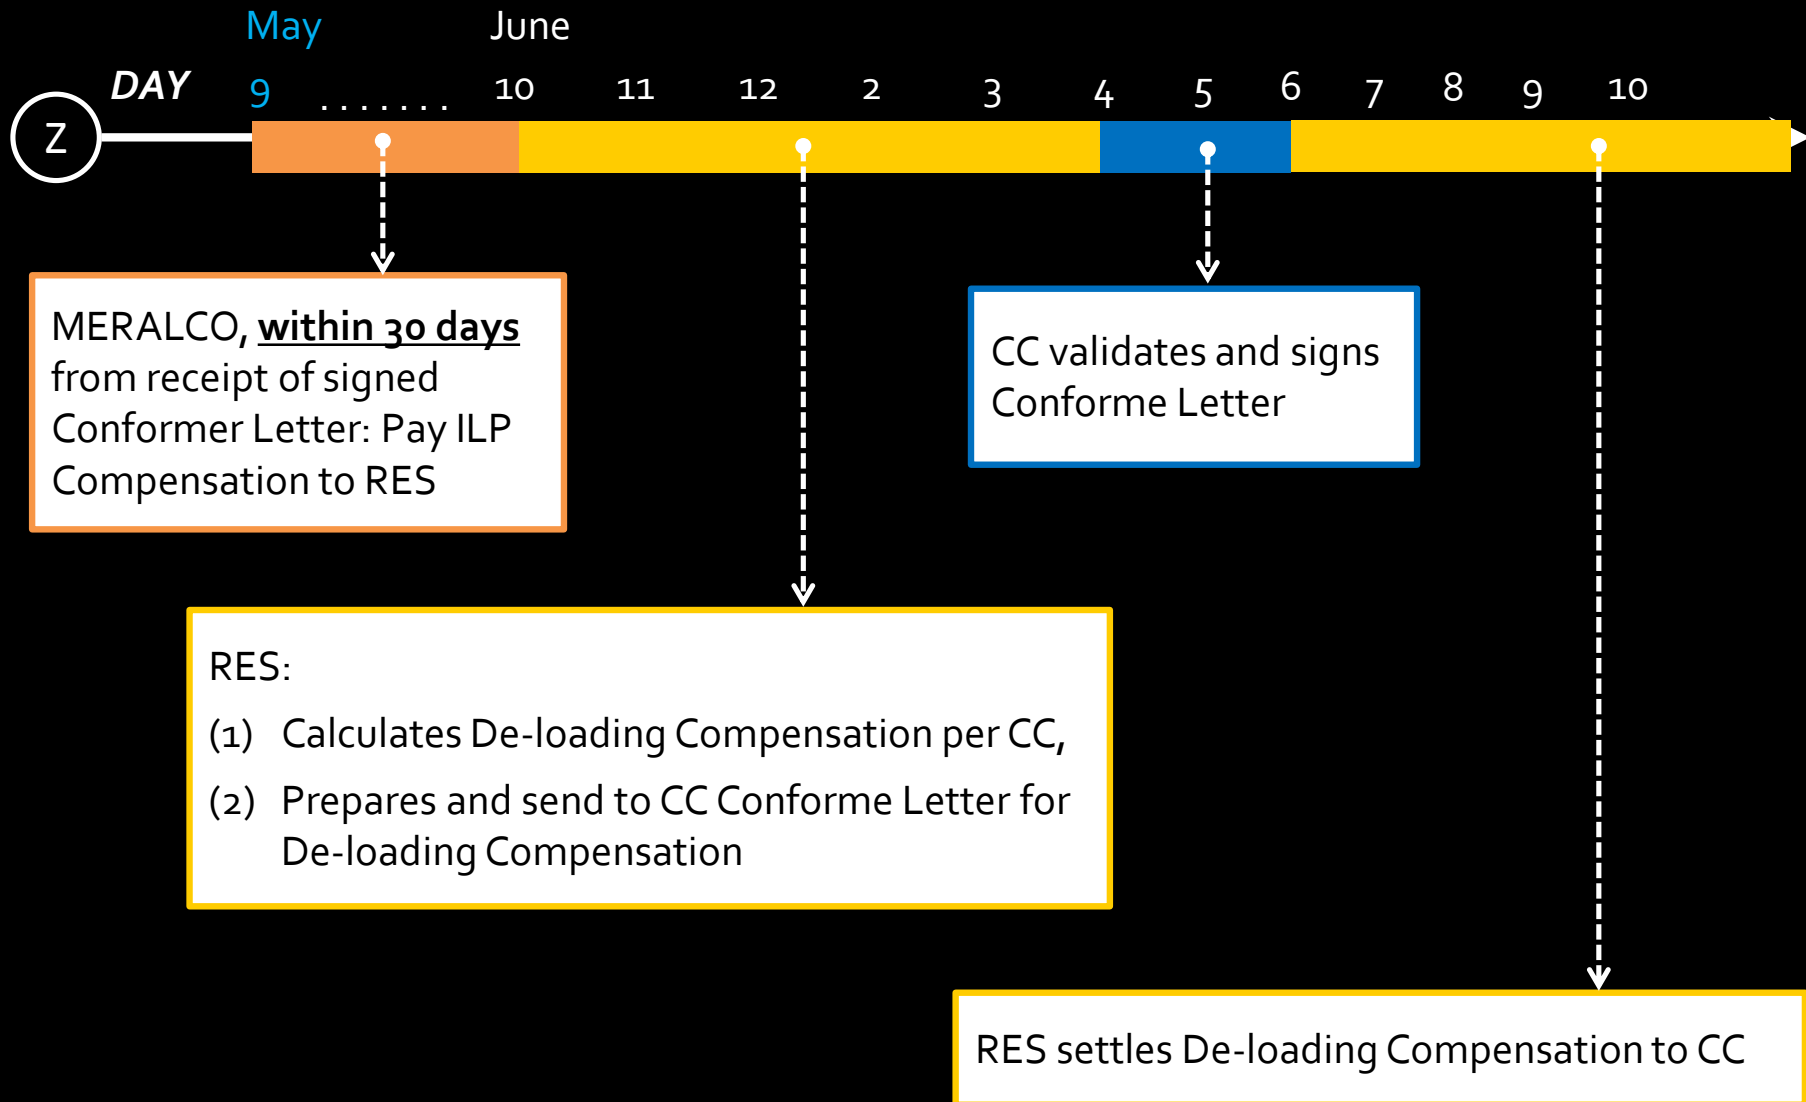 May June
DAY 9 ....... 10 11 12 2 3 4 5 6 7 8 9 10
Z
MERALCO, within 30 days
from receipt of signed
Conformer Letter: Pay ILP
Compensation to RES
CC validates and signs
Conforme Letter
RES:
(1) Calculates De-loading Compensation per CC,
(2) Prepares and send to CC Conforme Letter for
De-loading Compensation
RES settles De-loading Compensation to CC